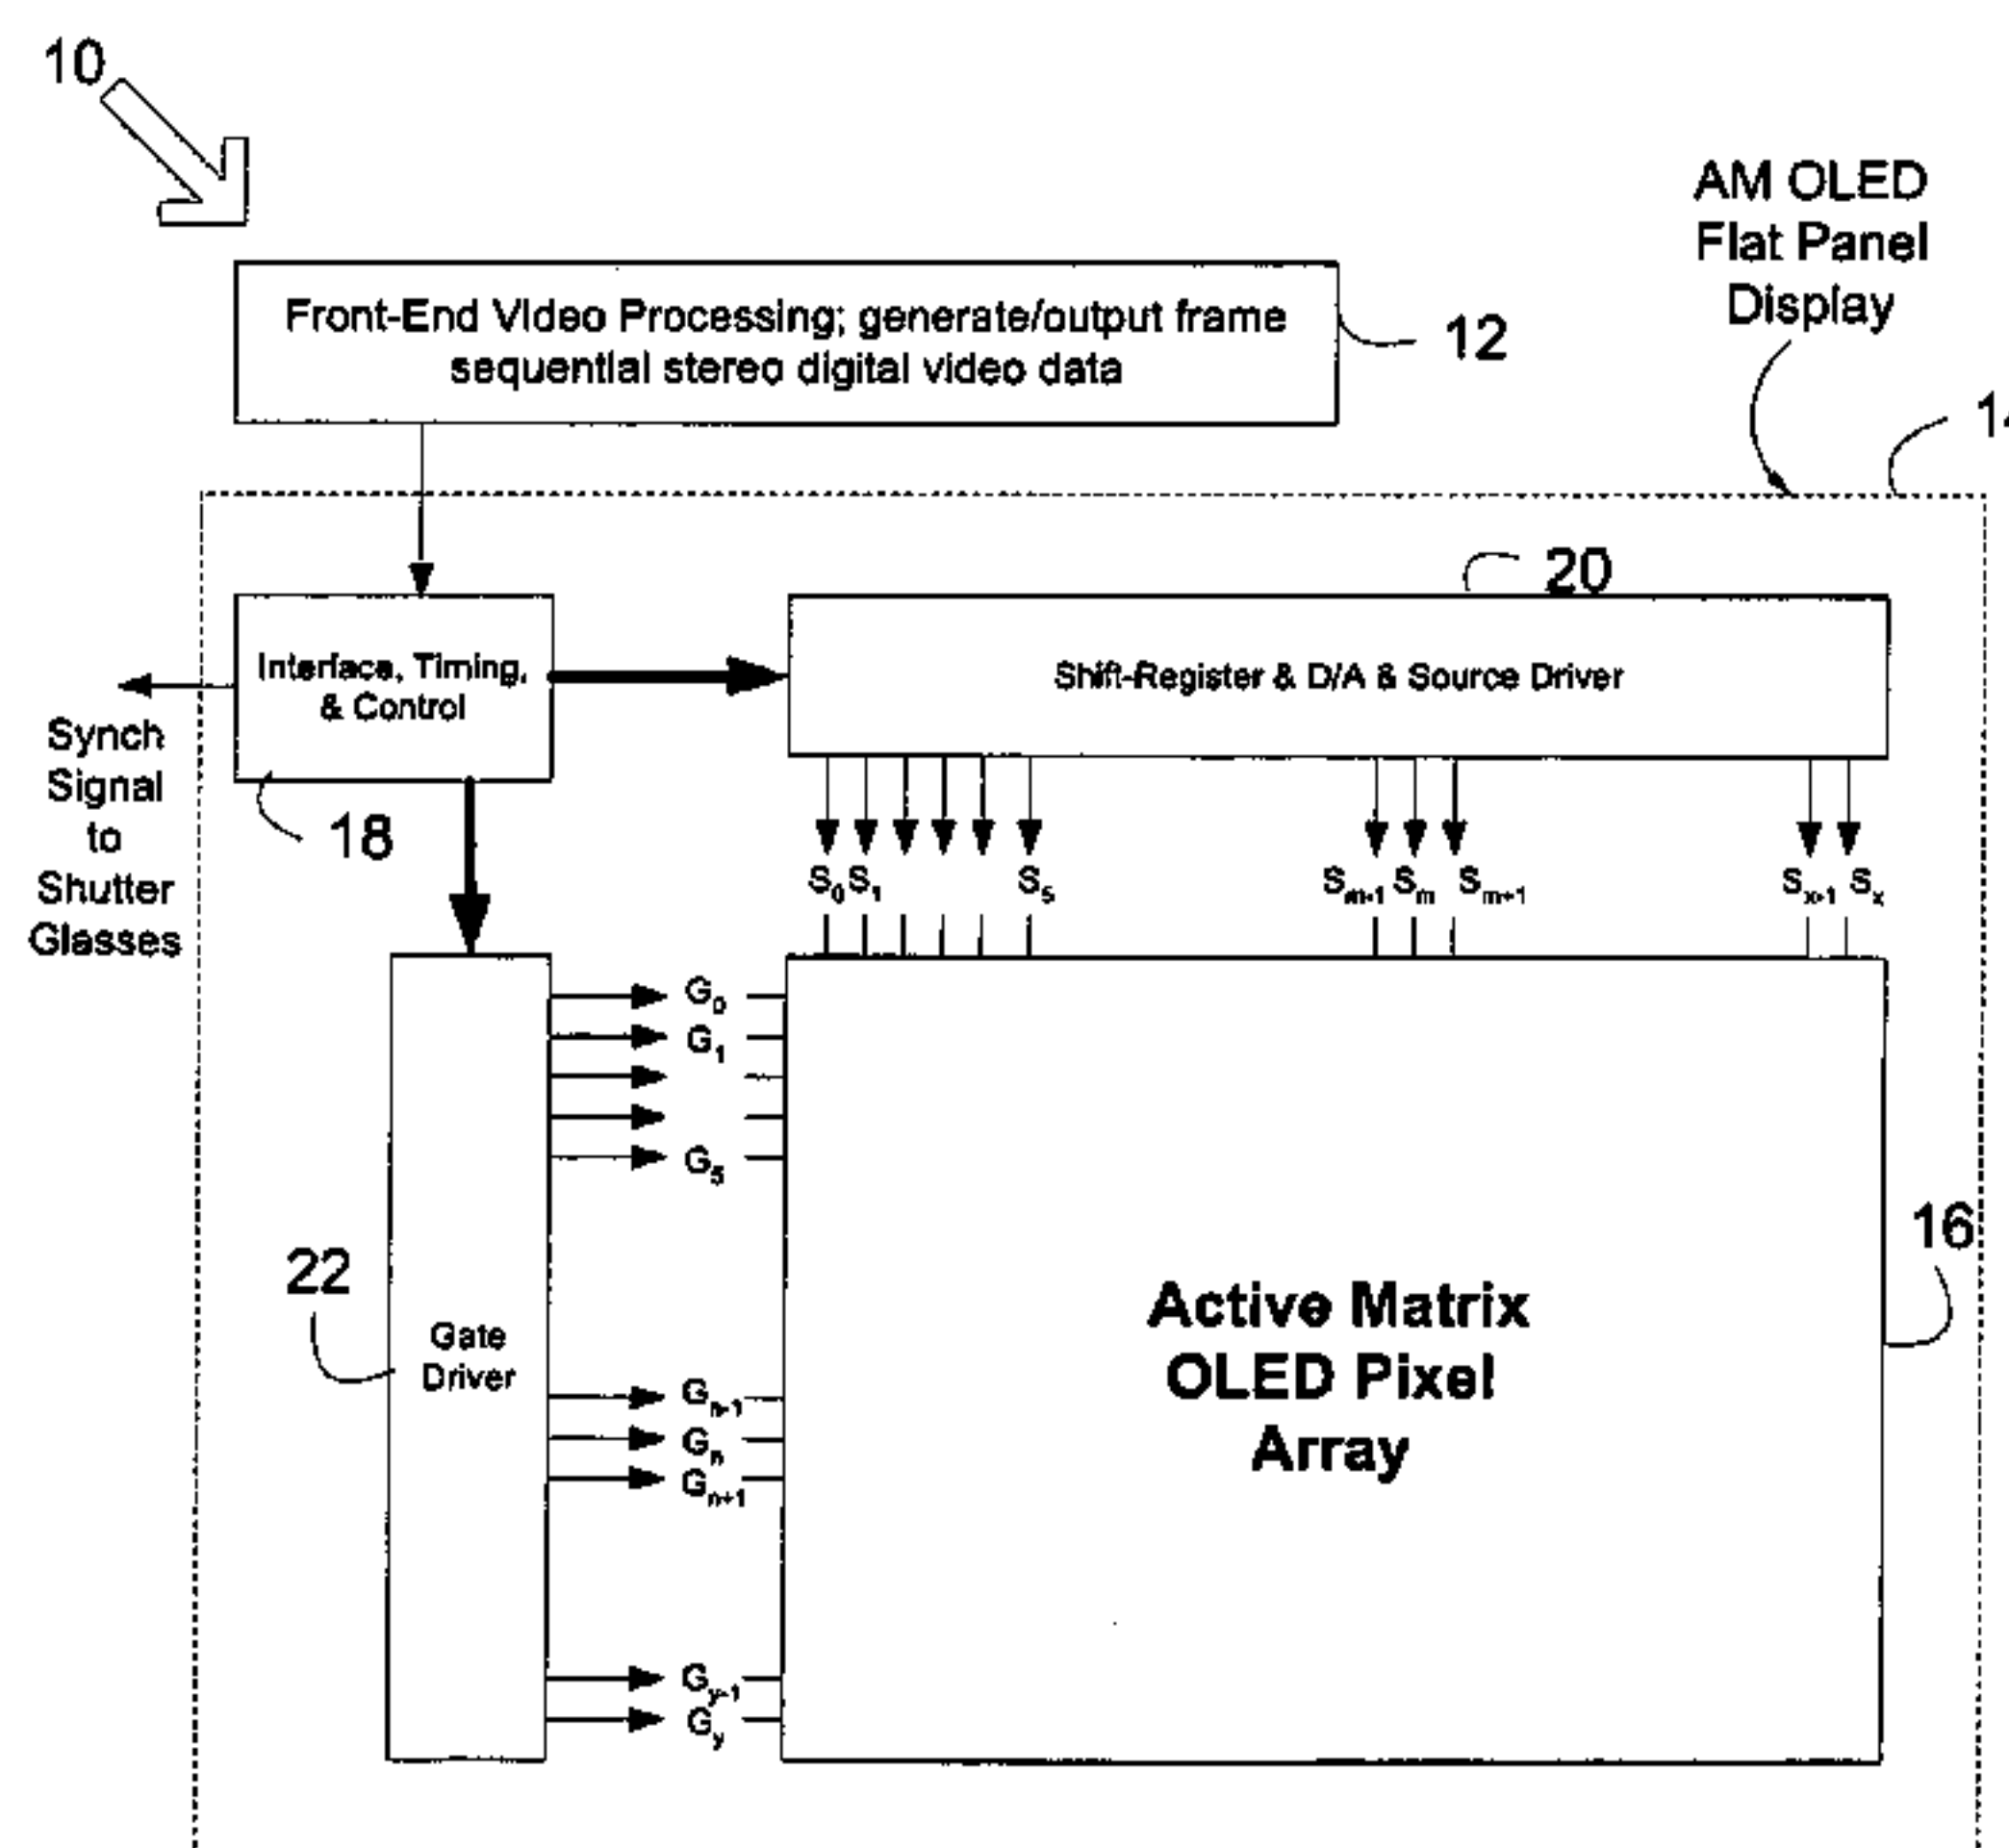 10
AM OLED
Flat Panel
Display
Front-End Video Processing; generate/output frame
sequential stereo digital video data
12
14
20
Interface, Timing,
& Control
Shift-Register & D/A & Source Driver
Synch
Signal
to
Shutter
Glasses
18
S0 S1 S5 Sm-1 Sm Sm+1 Sx-1 Sx
G0
G1
G5
16
22
Gate
Driver
Active Matrix
OLED Pixel
Array
Gn-1
Gn
Gn+1
Gy-1
Gy